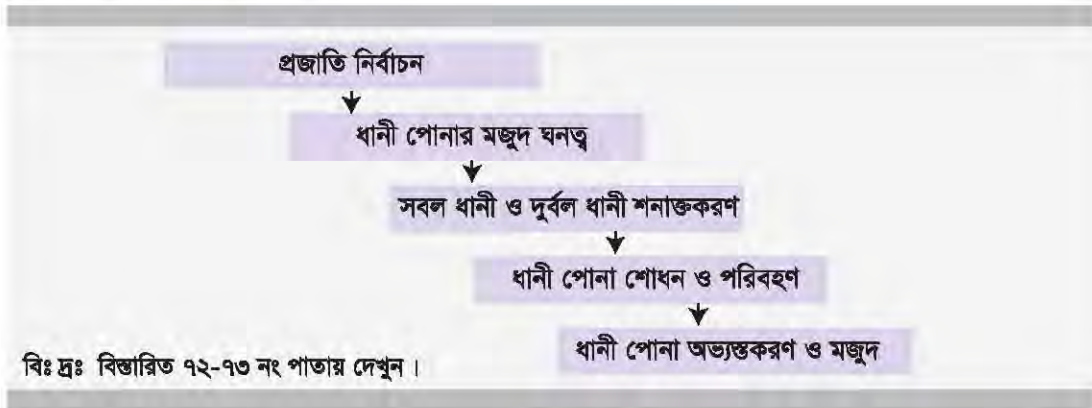 প্রজাতি নির্বাচন
ধানী পোনার মজুদ ঘনত্ব
সবল ধানী ও দুর্বল ধানী শনাক্তকরণ
ধানী পোনা শোধন ও পরিবহণ
ধানী পোনা অভ্যস্তকরণ ও মজুদ
বিঃ দ্রঃ বিস্তারিত ৭২-৭৩ নং পাতায় দেখুন।